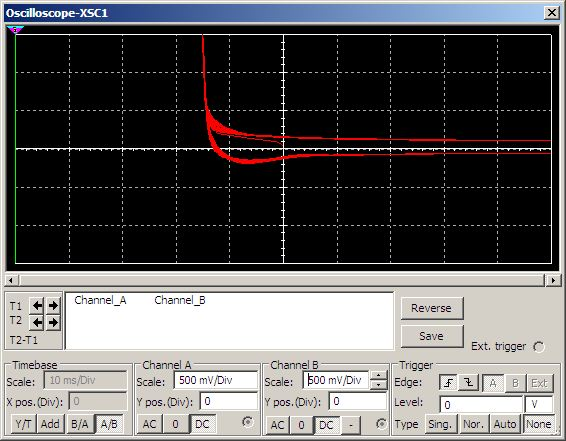 Oscilloscope-XSC1
T1
T2
T2-T1
Channel_A Channel_B
Reverse
Save
Ext. trigger
Timebase
Scale: 10 ms/Div
X pos.(Div): 0
Y/T Add B/A A/B
Channel A
Scale: 500 mV/Div
Y pos.(Div): 0
AC 0 DC
Channel B
Scale: 500 mV/Div
Y pos.(Div): 0
AC 0 DC -
Trigger
Edge: A B Ext
Level: 0 V
Type Sing. Nor. Auto None